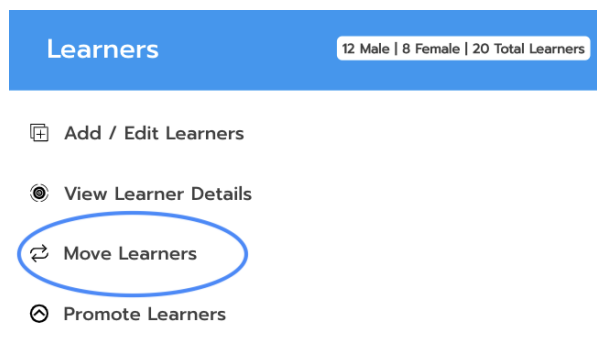 Learners
12 Male | 8 Female | 20 Total Learners
Add / Edit Learners
View Learner Details
Move Learners
Promote Learners